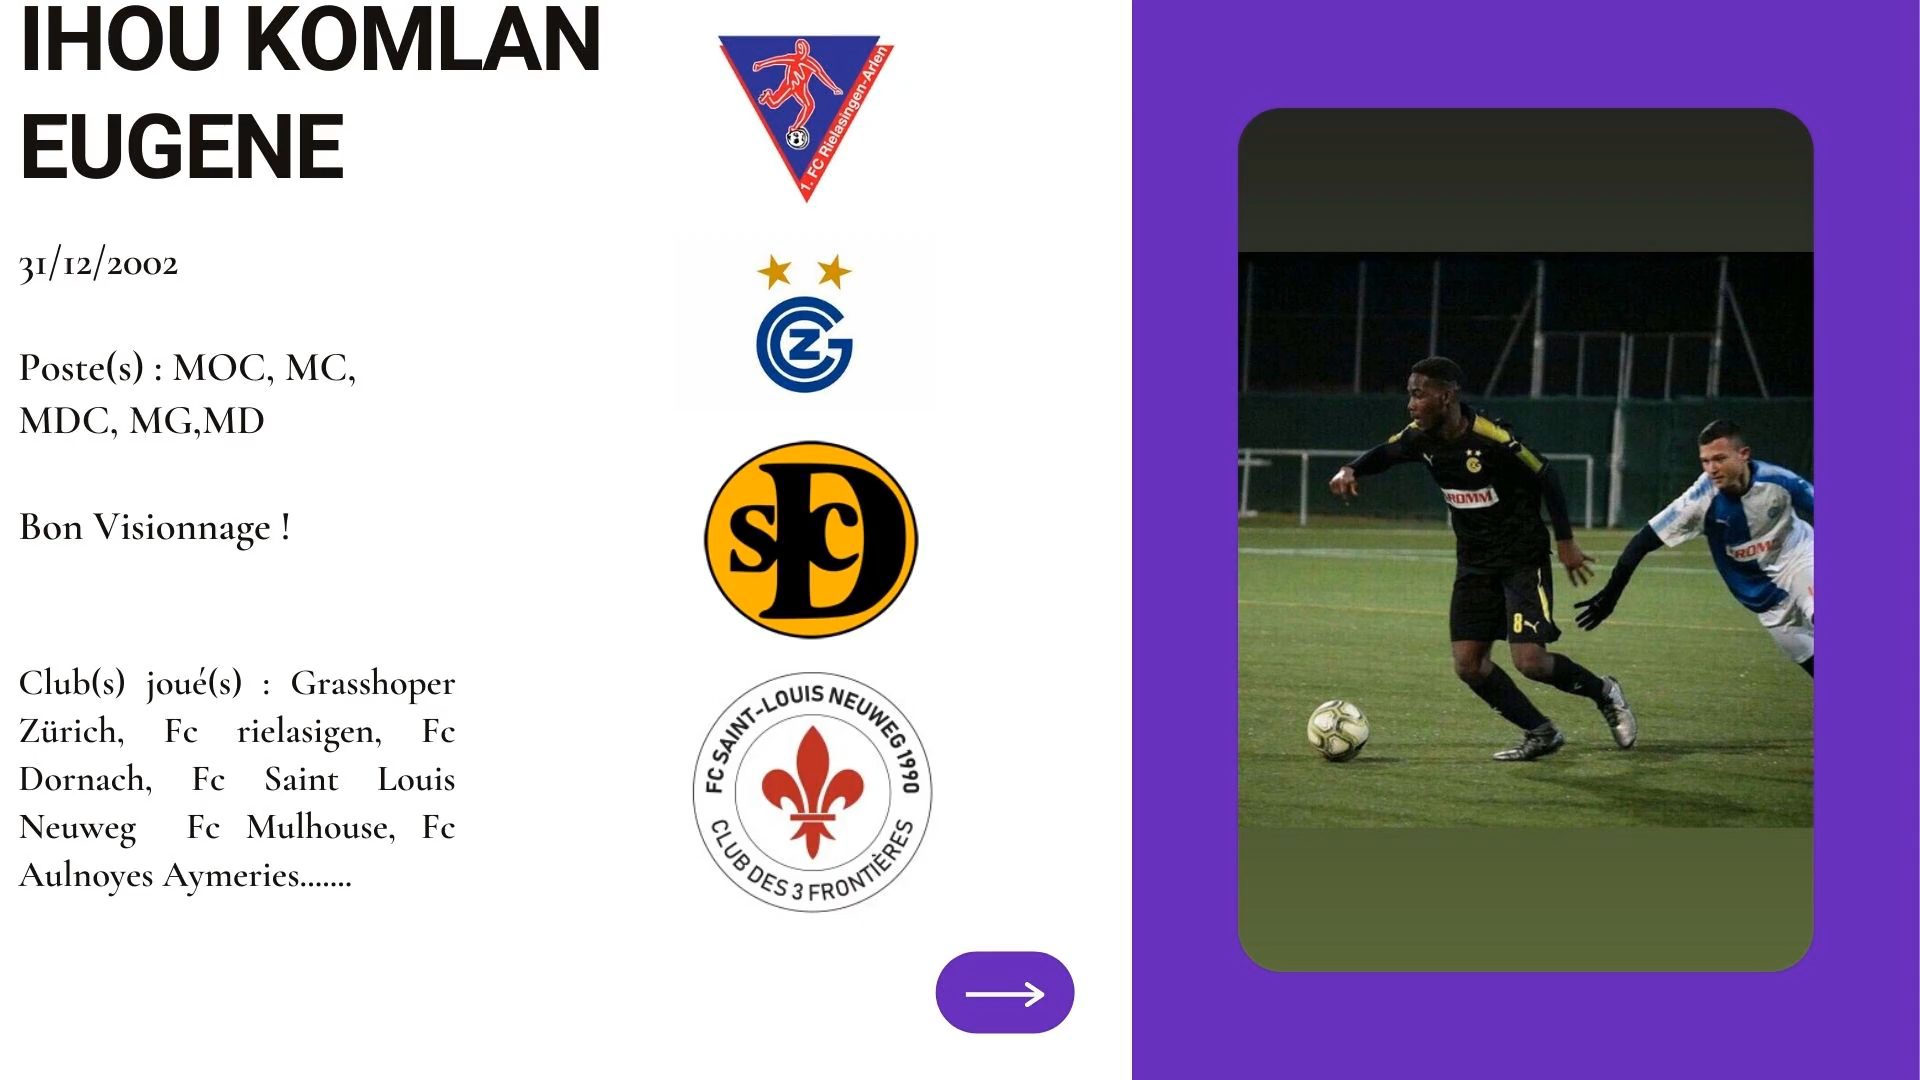 IHOU KOMLAN
EUGENE
31/12/2002
Poste(s) : MOC, MC,
MDC, MG,MD
Bon Visionnage !
Club(s) joué(s) : Grasshoper
Zürich, Fc rielasigen, Fc
Dornach, Fc Saint Louis
Neuweg Fc Mulhouse, Fc
Aulnoyes Aymeries.......
1. FC Rielasingen-Arlen
GCZ
SCD
FC SAINT-LOUIS NEUWEG 1990
CLUB DES 3 FRONTIÈRES
8